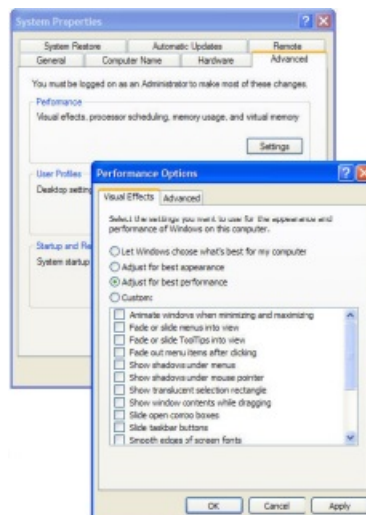 System Properties
System Restore
Automatic Updates
Remote
General
Computer Name
Hardware
Advanced
You must be logged on as an Administrator to make most of these changes.
Performance
Visual effects, processor scheduling, memory usage, and virtual memory
Settings
User Profiles
Desktop setting
Startup and Re
System startup
Performance Options
Visual Effects
Advanced
Select the settings you want to use for the appearance and
performance of Windows on this computer.
Let Windows choose what's best for my computer
Adjust for best appearance
Adjust for best performance
Custom:
Animate windows when minimizing and maximizing
Fade or slide menus into view
Fade or slide ToolTips into view
Fade out menu items after clicking
Show shadows under menus
Show shadows under mouse pointer
Show translucent selection rectangle
Show window contents while dragging
Slide open combo boxes
Slide taskbar buttons
Smooth edges of screen fonts
OK
Cancel
Apply